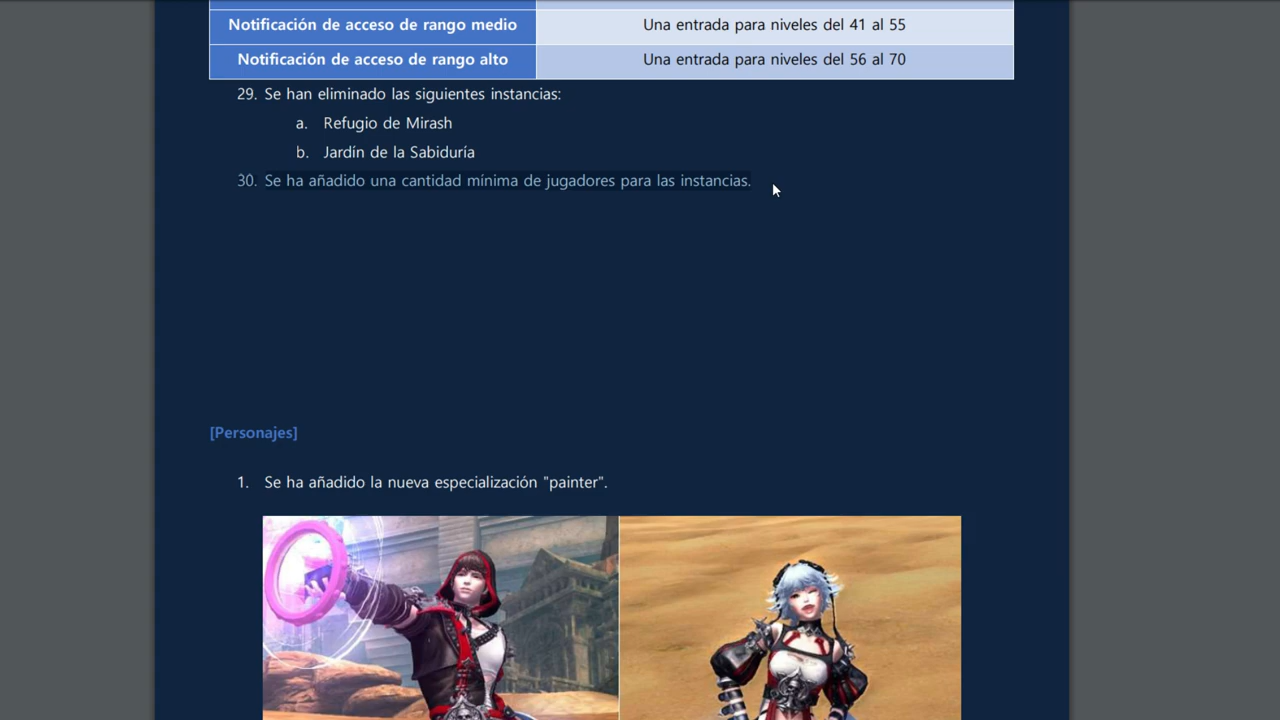 Notificación de acceso de rango medio Una entrada para niveles del 41 al 55
Notificación de acceso de rango alto Una entrada para niveles del 56 al 70
29. Se han eliminado las siguientes instancias:
a. Refugio de Mirash
b. Jardín de la Sabiduría
30. Se ha añadido una cantidad mínima de jugadores para las instancias.
[Personajes]
1. Se ha añadido la nueva especialización "painter".